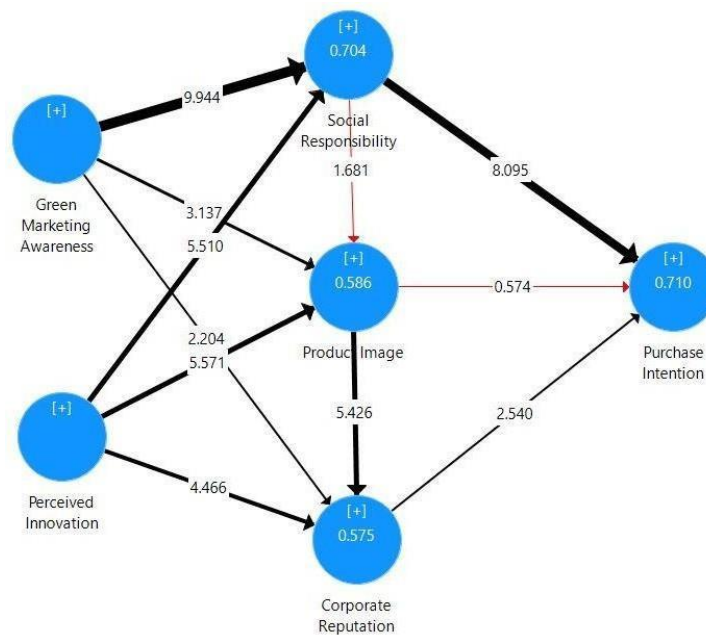 [+]
0.704
Social
Responsibility
[+]
Green
Marketing
Awareness
9.944
1.681
8.095
3.137
5.510
[+]
0.586
Product Image
0.574
[+]
0.710
Purchase
Intention
2.204
5.571
5.426
2.540
[+]
Perceived
Innovation
4.466
[+]
0.575
Corporate
Reputation